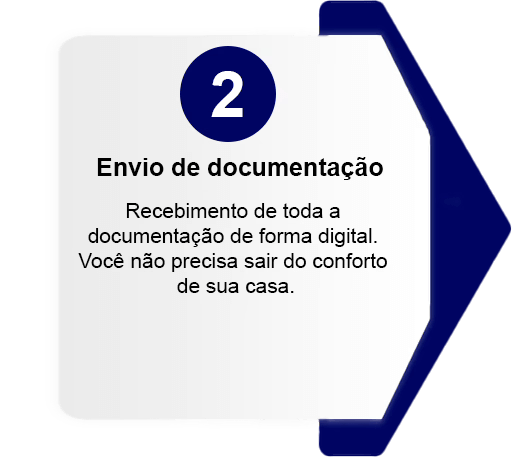 2
Envio de documentação
Recebimento de toda a
documentação de forma digital.
Você não precisa sair do conforto
de sua casa.